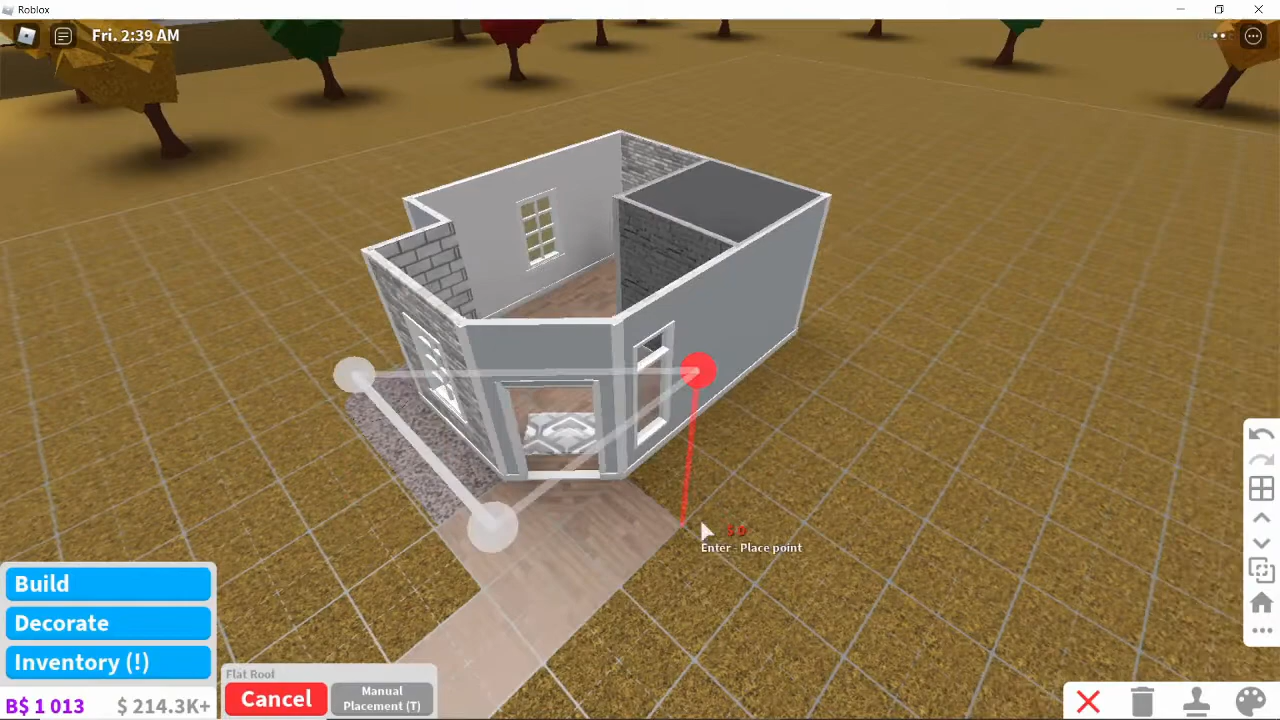 Roblox
Fri. 2:39 AM
$ 0
Enter - Place point
Build
Decorate
Inventory (!)
B$ 1 013
$ 214.3K+
Flat Roof
Cancel
Manual
Placement (T)